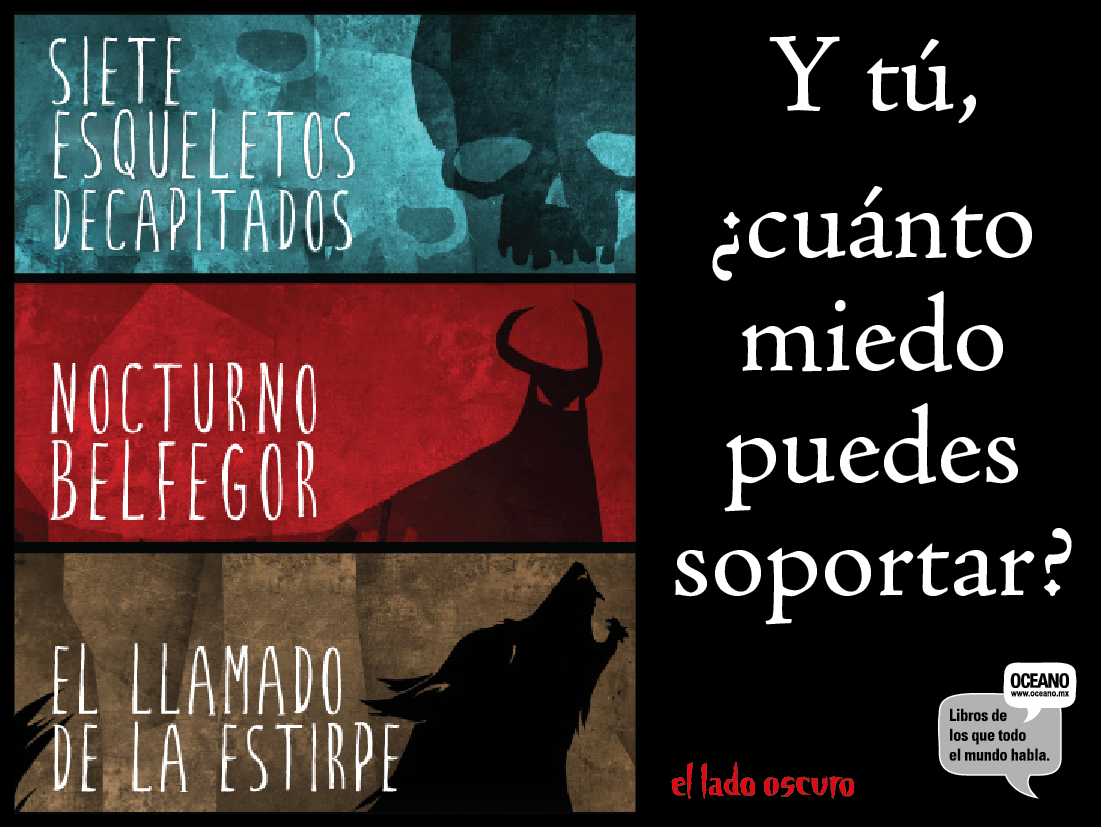 SIETE
ESQUELETOS
DECAPITADOS
NOCTURNO
BELFEGOR
EL LLAMADO
DE LA ESTIRPE
Y tú,
¿cuánto
miedo
puedes
soportar?
el lado oscuro
OCEANO
www.oceano.mx
Libros de
los que todo
el mundo habla.